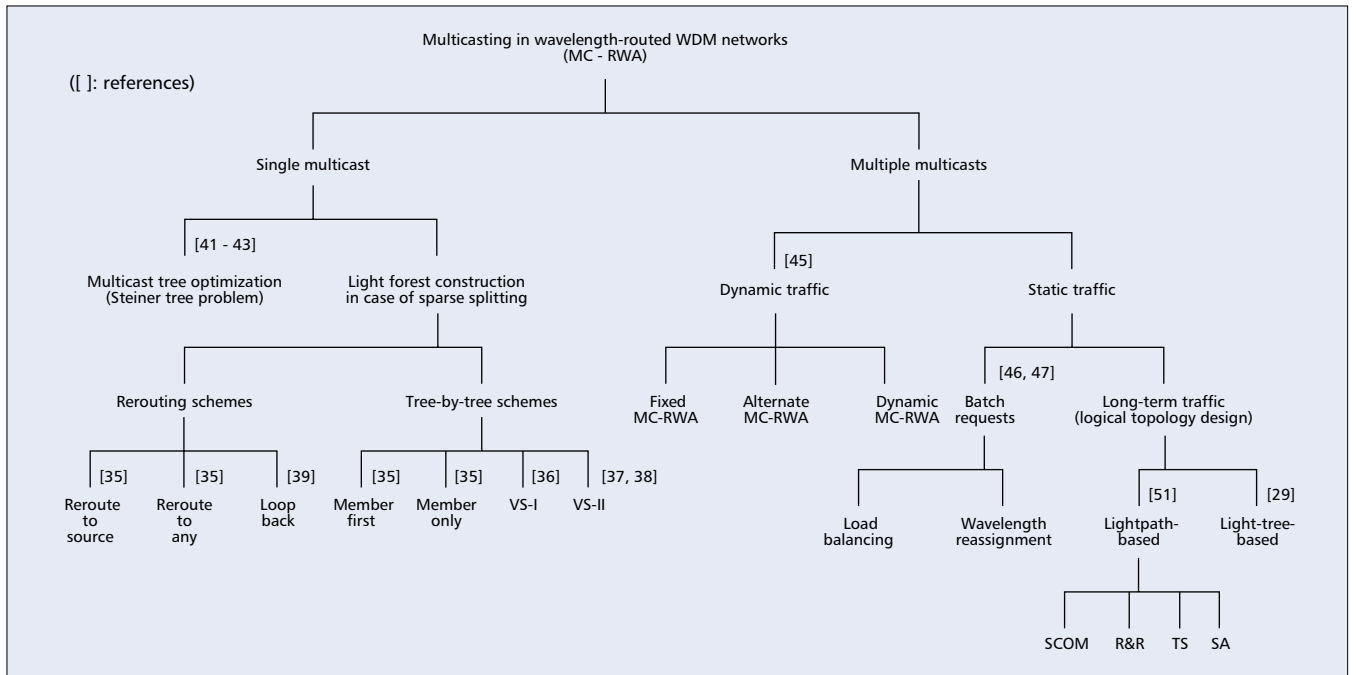 Multicasting in wavelength-routed WDM networks
(MC - RWA)
([ ]: references)
Single multicast
Multiple multicasts
[41 - 43]
Multicast tree optimization
(Steiner tree problem)
Light forest construction
in case of sparse splitting
[45]
Dynamic traffic
Static traffic
Rerouting schemes
Tree-by-tree schemes
Fixed
MC-RWA
Alternate
MC-RWA
Dynamic
MC-RWA
[46, 47]
Batch
requests
Long-term traffic
(logical topology design)
[35]
Reroute
to
source
[35]
Reroute
to
any
[39]
Loop
back
[35]
Member
first
[35]
Member
only
[36]
VS-I
[37, 38]
VS-II
Load
balancing
Wavelength
reassignment
[51]
Lightpath-
based
[29]
Light-tree-
based
SCOM
R&R
TS
SA